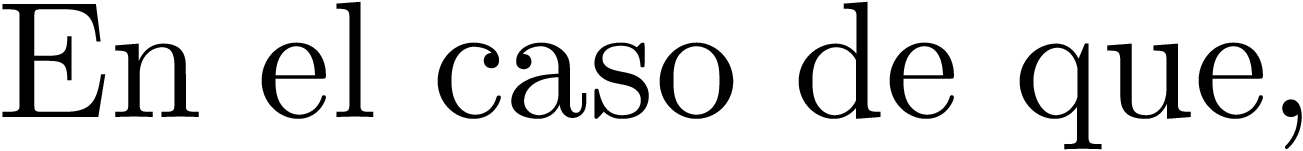 En el caso de que,